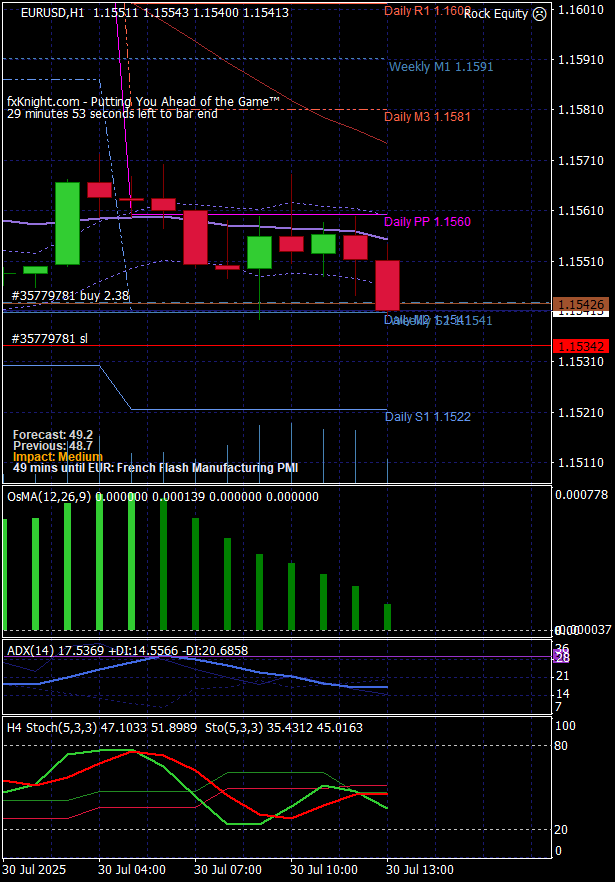 EURUSD,H1 1.15511 1.15543 1.15400 1.15413
Daily R1 1.1602
Rock Equity
1.16010
Weekly M1 1.1591
1.15910
fxKnight.com - Putting You Ahead of the Game™
29 minutes 53 seconds left to bar end
Daily M3 1.1581
1.15810
1.15710
1.15610
Daily PP 1.1560
1.15510
#35779781 buy 2.38
1.15426
1.15413
Daily M2 1.1541
Weekly S2 1.1541
#35779781 sl
1.15342
1.15310
Daily S1 1.1522
1.15210
Forecast: 49.2
Previous: 48.7
Impact: Medium
49 mins until EUR: French Flash Manufacturing PMI
1.15110
OsMA(12,26,9) 0.000000 0.000139 0.000000 0.000000
0.000778
0.00
ADX(14) 17.5369 +DI:14.5566 -DI:20.6858
26
28
21
14
7
H4 Stoch(5,3,3) 47.1033 51.8989 Sto(5,3,3) 35.4312 45.0163
100
80
20
0
30 Jul 2025
30 Jul 04:00
30 Jul 07:00
30 Jul 10:00
30 Jul 13:00